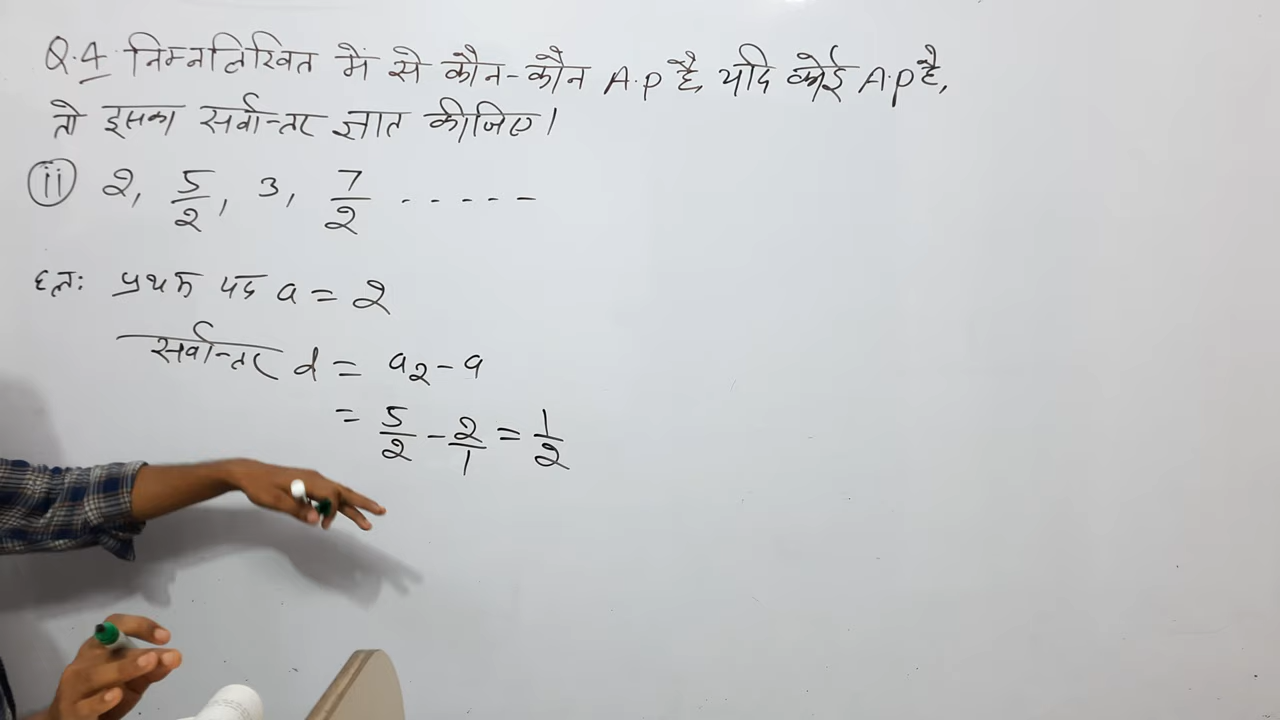 Q.4 निम्नलिखित में से कौन-कौन A.P है, यदि कोई A.P है,
तो इसका सर्वान्तर ज्ञात कीजिए।
(ii) 2, 5/2, 3, 7/2 .....
हल: प्रथम पद a = 2
सर्वान्तर d = a₂ - a
= 5/2 - 2/1 = 1/2